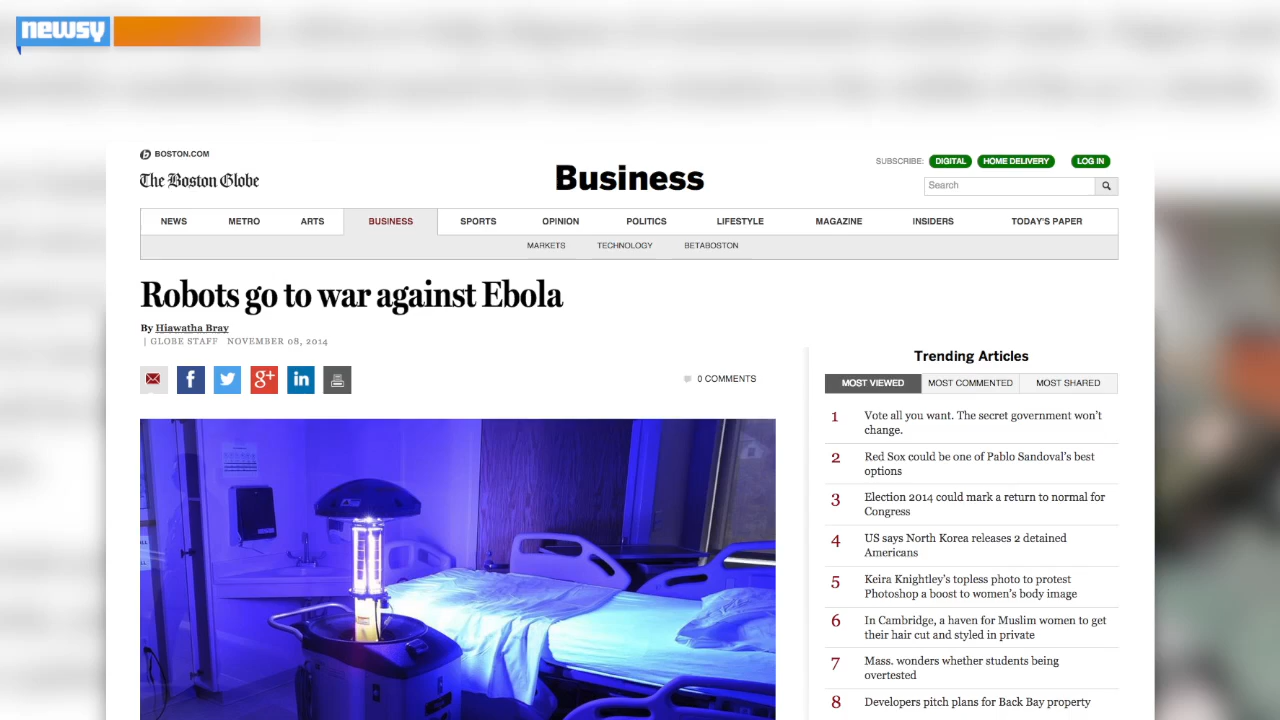 newsy
BOSTON.COM
The Boston Globe
Business
SUBSCRIBE: DIGITAL HOME DELIVERY LOG IN
Search
NEWS METRO ARTS BUSINESS SPORTS OPINION POLITICS LIFESTYLE MAGAZINE INSIDERS TODAY'S PAPER
MARKETS TECHNOLOGY BETABOSTON
Robots go to war against Ebola
By Hiawatha Bray
| GLOBE STAFF NOVEMBER 08, 2014
f g+ in
0 COMMENTS
Trending Articles
MOST VIEWED MOST COMMENTED MOST SHARED
1 Vote all you want. The secret government won't
change.
2 Red Sox could be one of Pablo Sandoval's best
options
3 Election 2014 could mark a return to normal for
Congress
4 US says North Korea releases 2 detained
Americans
5 Keira Knightley's topless photo to protest
Photoshop a boost to women's body image
6 In Cambridge, a haven for Muslim women to get
their hair cut and styled in private
7 Mass. wonders whether students being
overtested
8 Developers pitch plans for Back Bay property